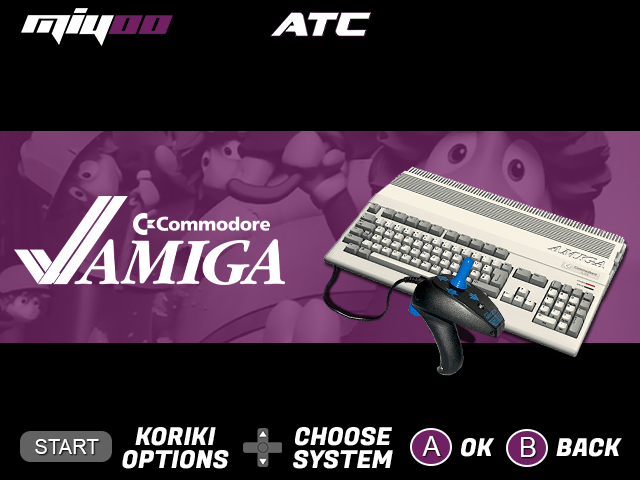 miyoo
ATC
Commodore
AMIGA
AMIGA
START
KORIKI
OPTIONS
CHOOSE
SYSTEM
A
OK
B
BACK